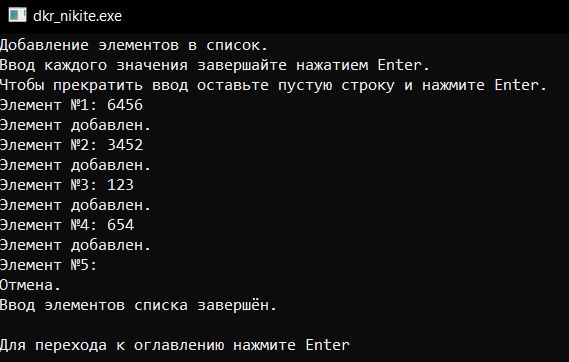 dkr_nikite.exe
Добавление элементов в список.
Ввод каждого значения завершайте нажатием Enter.
Чтобы прекратить ввод оставьте пустую строку и нажмите Enter.
Элемент №1: 6456
Элемент добавлен.
Элемент №2: 3452
Элемент добавлен.
Элемент №3: 123
Элемент добавлен.
Элемент №4: 654
Элемент добавлен.
Элемент №5:
Отмена.
Ввод элементов списка завершён.
Для перехода к оглавлению нажмите Enter